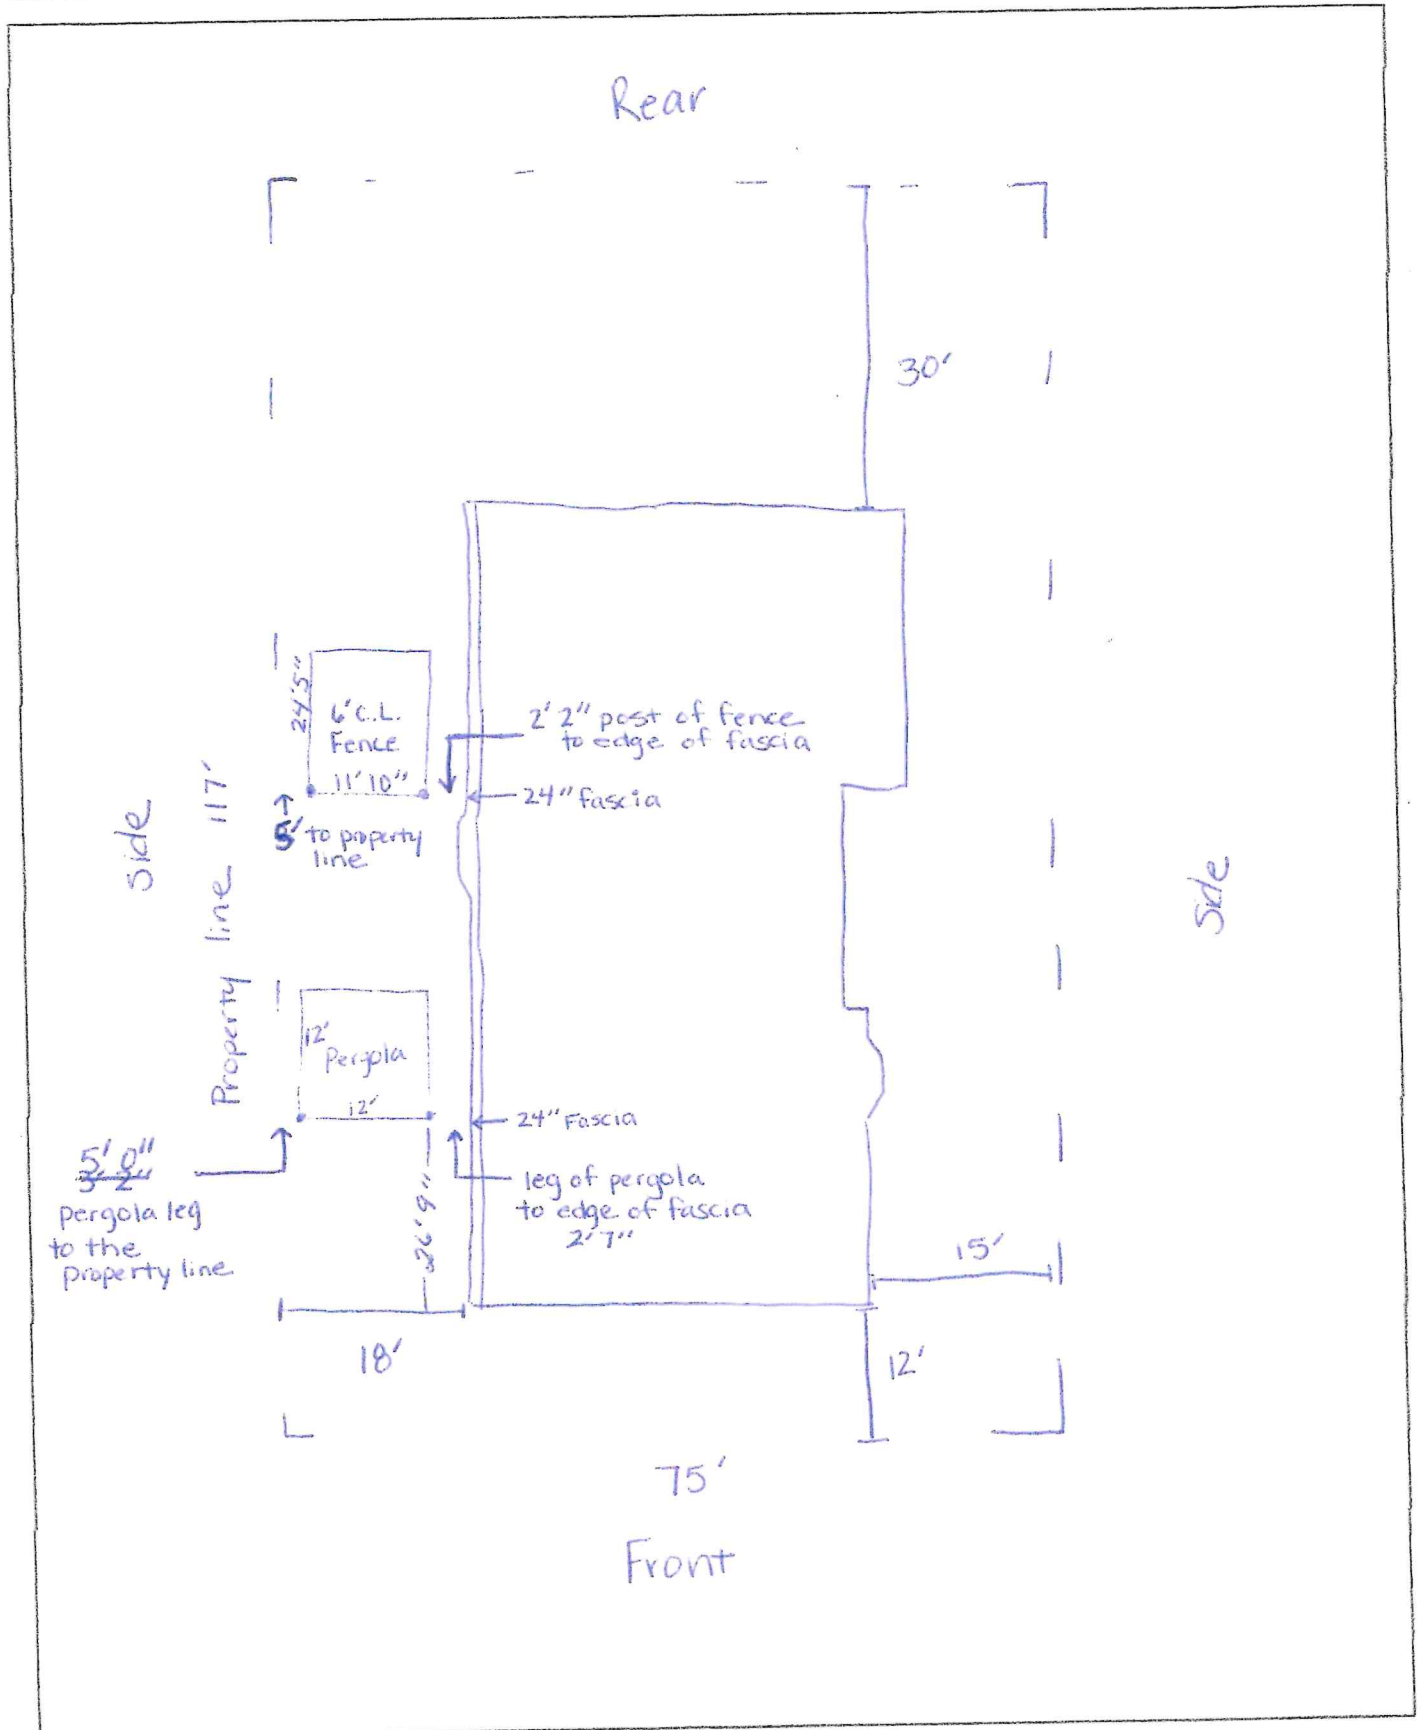 Rear
30'
24'5"
6' C.L.
Fence
11'10"
2'2" post of fence
to edge of fascia
24" fascia
5' to property
line
Side
Property line 117'
Side
12'
Pergola
12'
24" Fascia
5' 0"
3' 2"
pergola leg
to the
property line
leg of pergola
to edge of fascia
2'7"
26'9"
15'
18'
12'
75'
Front